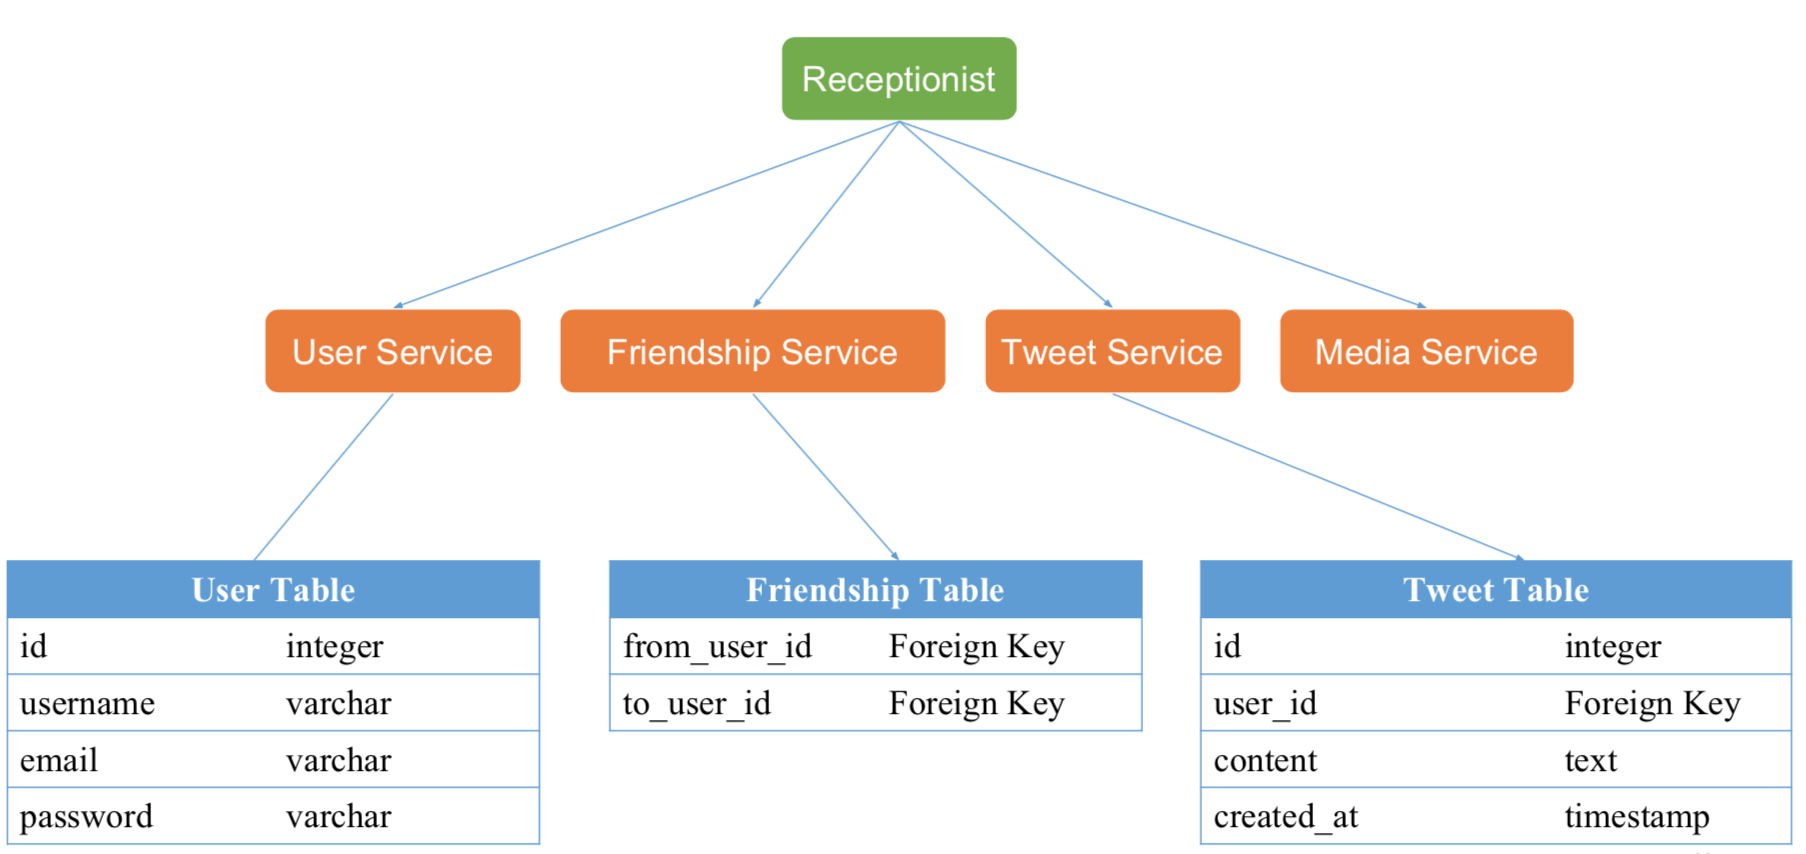 Receptionist
User Service
Friendship Service
Tweet Service
Media Service
User Table
id integer
username varchar
email varchar
password varchar
Friendship Table
from_user_id Foreign Key
to_user_id Foreign Key
Tweet Table
id integer
user_id Foreign Key
content text
created_at timestamp